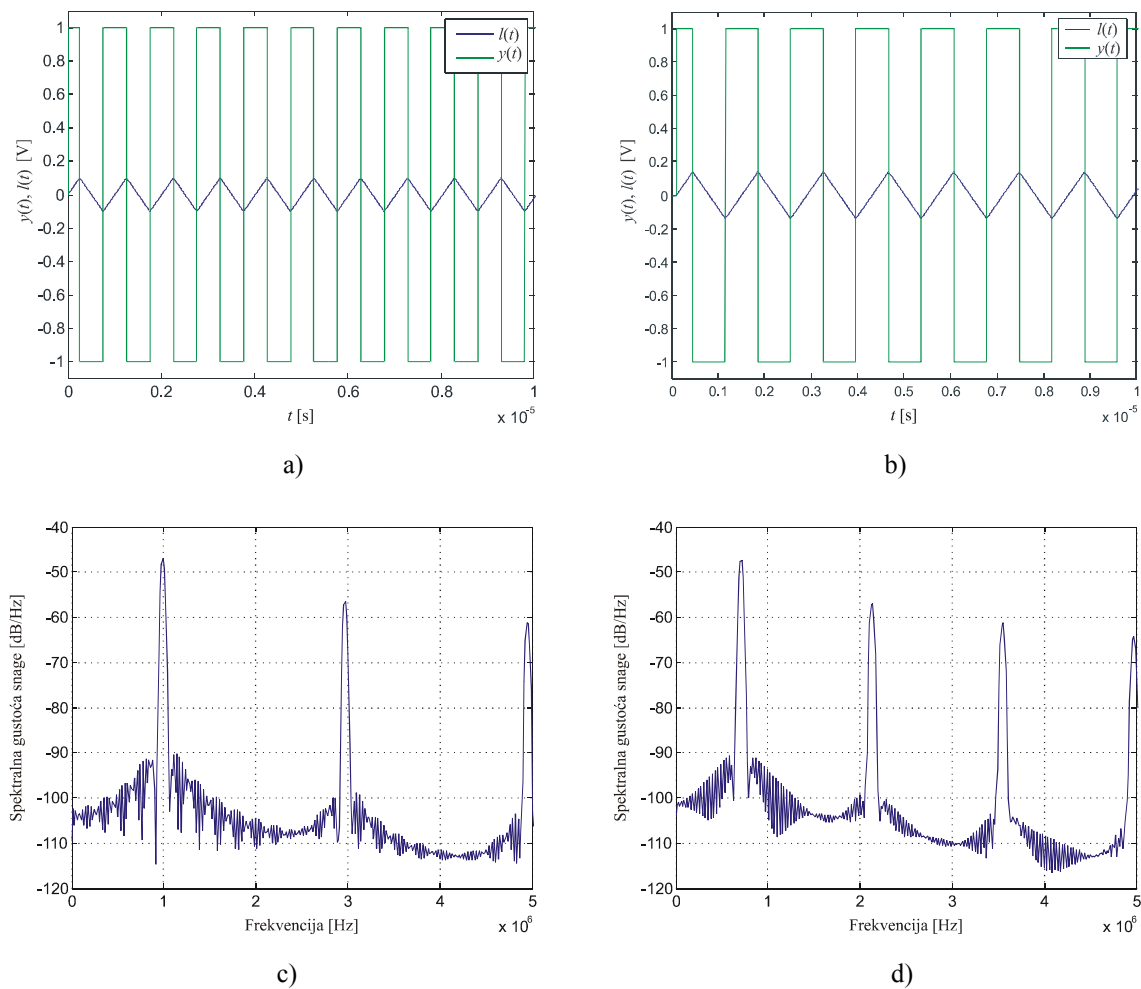 1
0.8
0.6
0.4
0.2
0
-0.2
-0.4
-0.6
-0.8
-1
y(t), l(t) [V]
l(t)
y(t)
0 0.2 0.4 0.6 0.8 1
t [s]
x 10⁻⁵
a)
1
0.8
0.6
0.4
0.2
0
-0.2
-0.4
-0.6
-0.8
-1
y(t), l(t) [V]
l(t)
y(t)
0 0.1 0.2 0.3 0.4 0.5 0.6 0.7 0.8 0.9 1
t [s]
x 10⁻⁵
b)
-40
-50
-60
-70
-80
-90
-100
-110
-120
Spektralna gustoća snage [dB/Hz]
0 1 2 3 4 5
Frekvencija [Hz]
x 10⁶
c)
-40
-50
-60
-70
-80
-90
-100
-110
-120
Spektralna gustoća snage [dB/Hz]
0 1 2 3 4 5
Frekvencija [Hz]
x 10⁶
d)